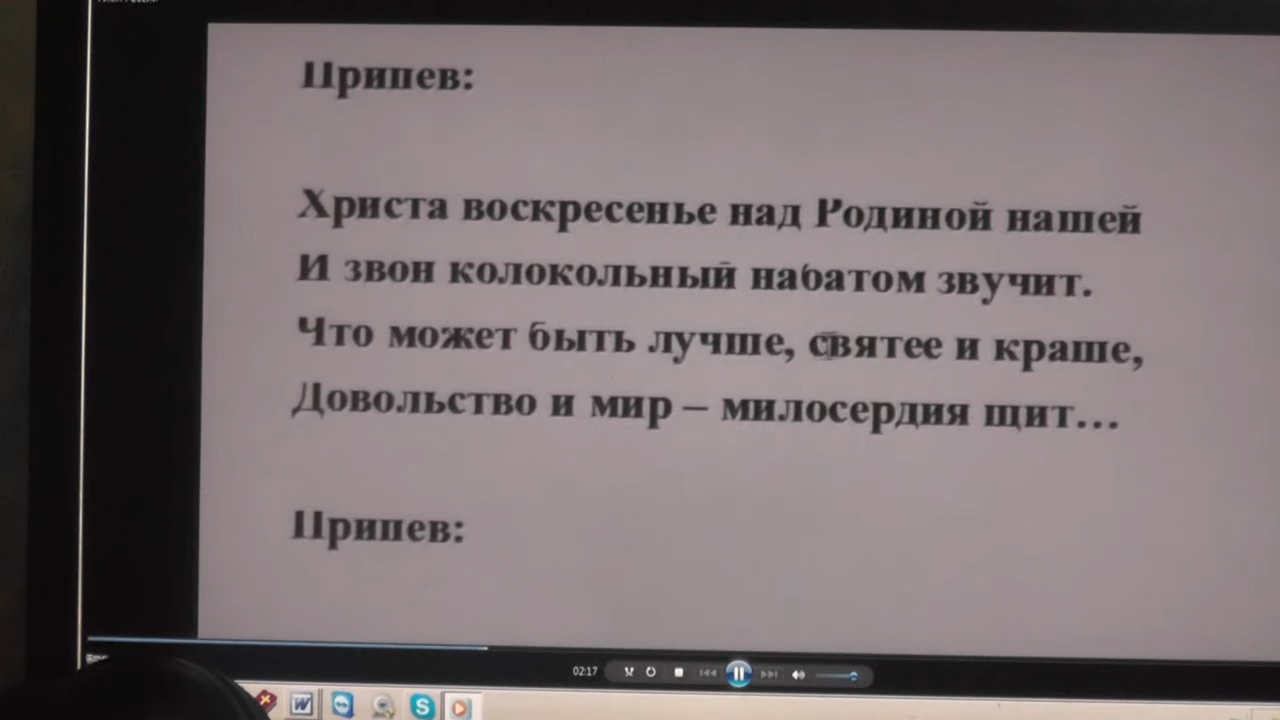 Припев:
Христа воскресенье над Родиной нашей
И звон колокольный набатом звучит.
Что может быть лучше, святее и краше,
Довольство и мир – милосердия щит...
Припев:
02:17